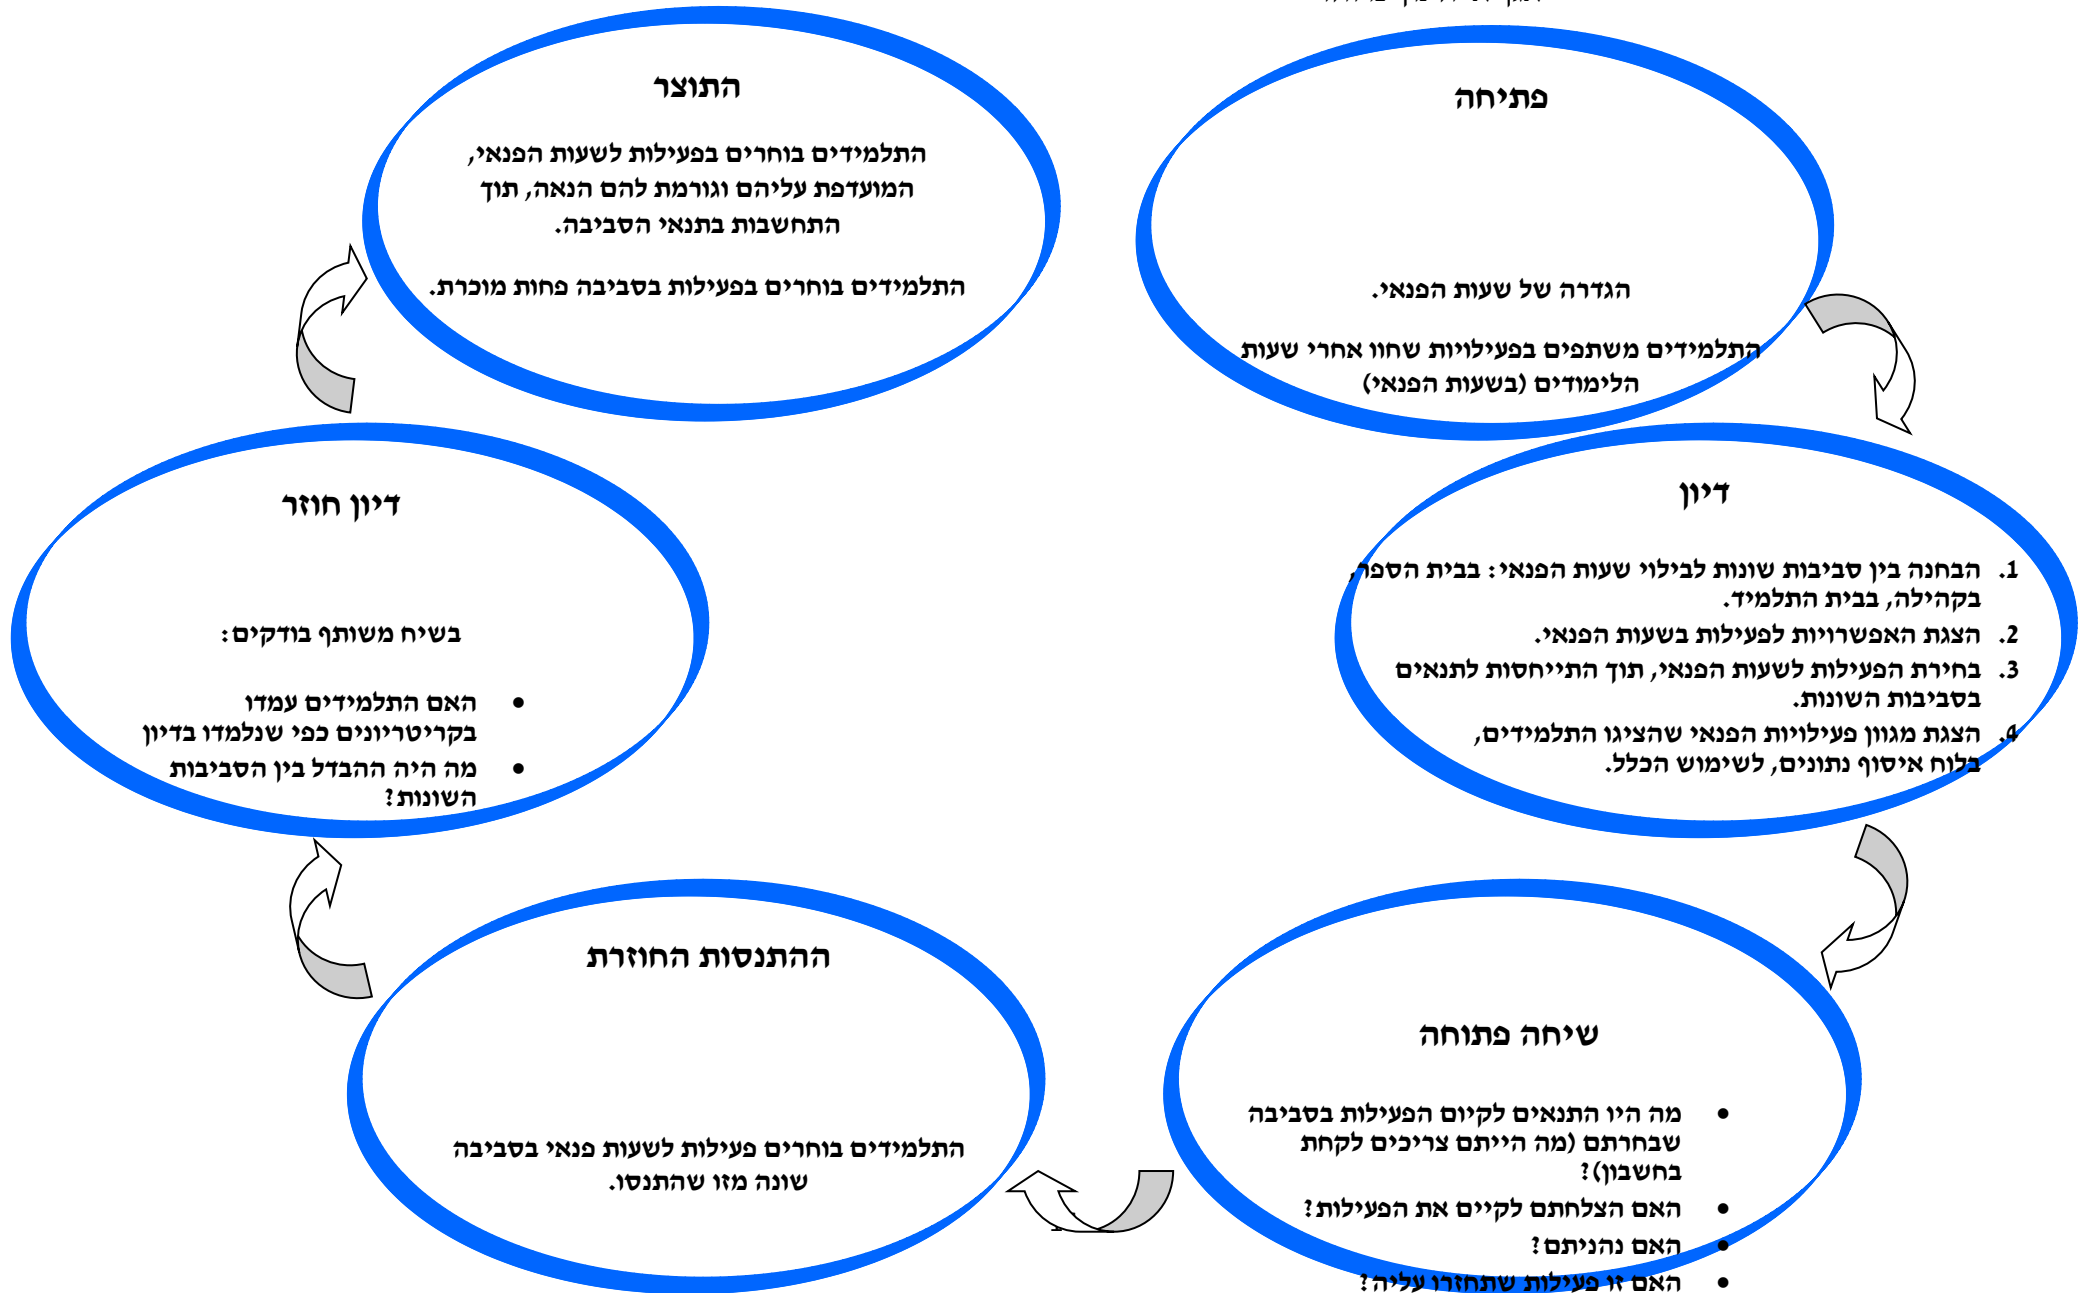 פתיחה
הגדרה של שעות הפנאי.
התלמידים משתפים בפעילויות שחוו אחרי שעות
הלימודים (בשעות הפנאי)
דיון
1. הבחנה בין סביבות שונות לבילוי שעות הפנאי: בבית הספר,
בקהילה, בבית התלמיד.
2. הצגת האפשרויות לפעילות בשעות הפנאי.
3. בחירת הפעילות לשעות הפנאי, תוך התייחסות לתנאים
בסביבות השונות.
4. הצגת מגוון פעילויות הפנאי שהציגו התלמידים,
בלוח איסוף נתונים, לשימוש הכלל.
שיחה פתוחה
• מה היו התנאים לקיום הפעילות בסביבה
שבחרתם (מה הייתם צריכים לקחת
בחשבון)?
• האם הצלחתם לקיים את הפעילות?
• האם נהניתם?
• האם זו פעילות שתחזרו עליה?
ההתנסות החוזרת
התלמידים בוחרים פעילות לשעות פנאי בסביבה
שונה מזו שהתנסו.
דיון חוזר
בשיח משותף בודקים:
• האם התלמידים עמדו
בקריטריונים כפי שנלמדו בדיון
• מה היה ההבדל בין הסביבות
השונות?
התוצר
התלמידים בוחרים בפעילות לשעות הפנאי,
המועדפת עליהם וגורמת להם הנאה, תוך
התחשבות בתנאי הסביבה.
התלמידים בוחרים בפעילות בסביבה פחות מוכרת.